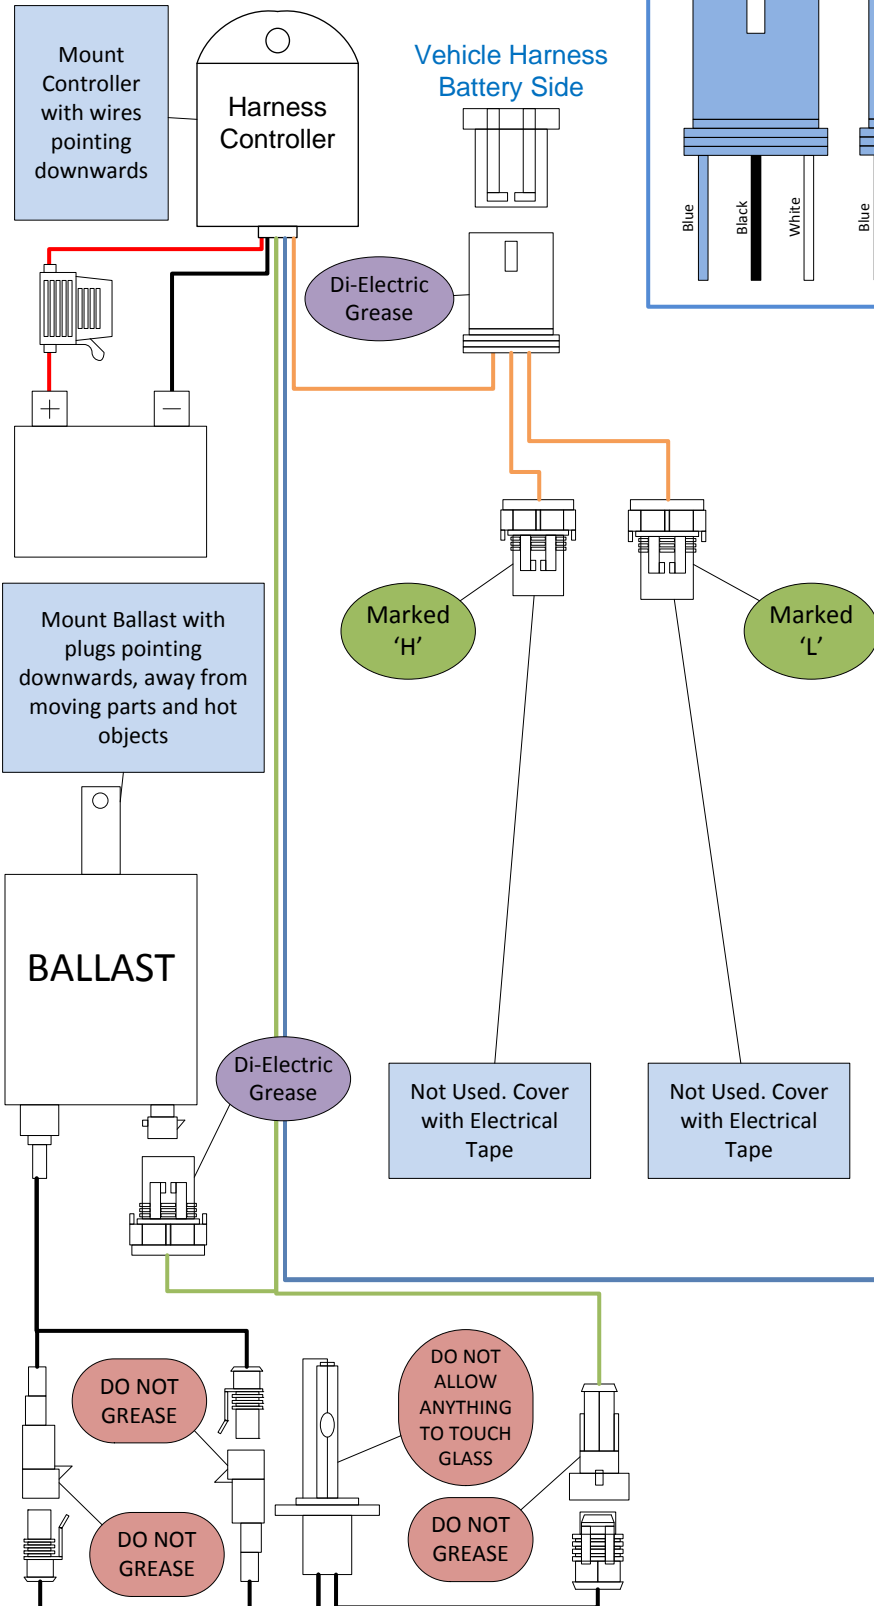 Mount
Controller
with wires
pointing
downwards
Harness
Controller
Vehicle Harness
Battery Side
Blue
Black
White
Blue
Di-Electric
Grease
+
−
Marked
‘H’
Marked
‘L’
Mount Ballast with
plugs pointing
downwards, away from
moving parts and hot
objects
BALLAST
Di-Electric
Grease
Not Used. Cover
with Electrical
Tape
Not Used. Cover
with Electrical
Tape
DO NOT
GREASE
DO NOT
ALLOW
ANYTHING
TO TOUCH
GLASS
DO NOT
GREASE
DO NOT
GREASE